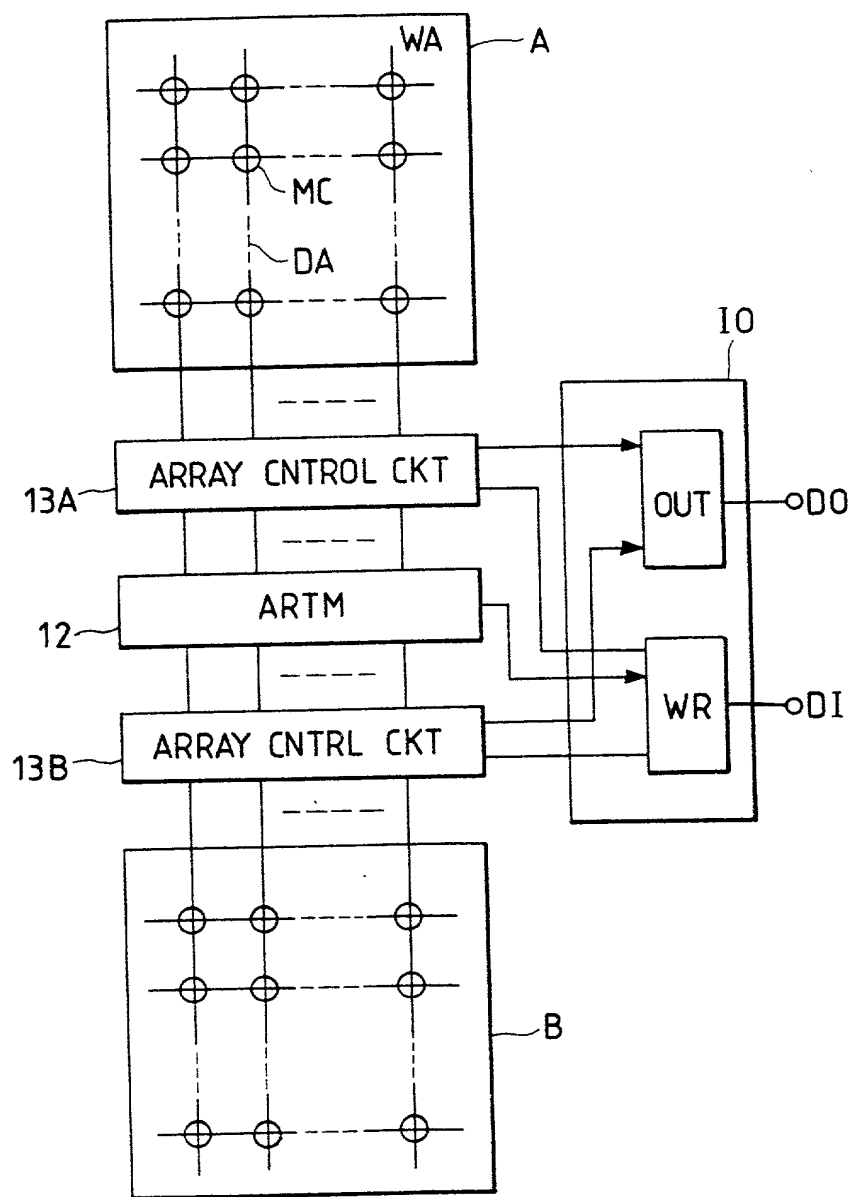 WA
A
MC
DA
IO
ARRAY CNTROL CKT
13A
OUT
DO
ARTM
12
WR
DI
ARRAY CNTRL CKT
13B
B